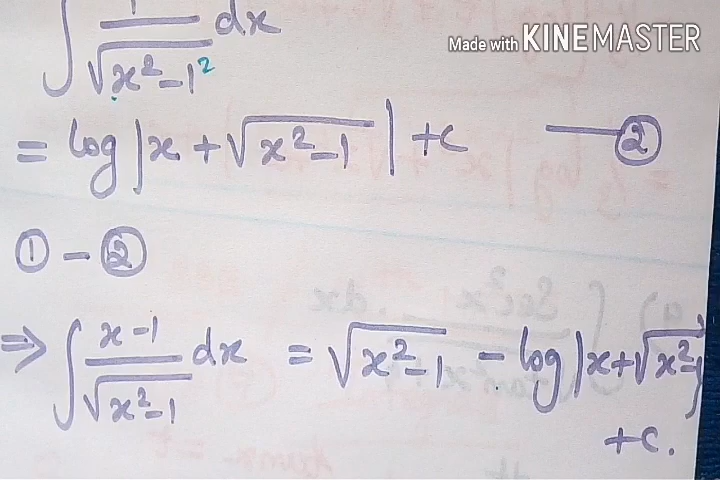 Made with KINEMASTER
∫ 1/√(x²-1²) dx
= log |x + √(x²-1)| + c —②
① - ②
⇒ ∫ (x-1)/√(x²-1) dx = √(x²-1) - log |x+√(x²-1)|
+c.